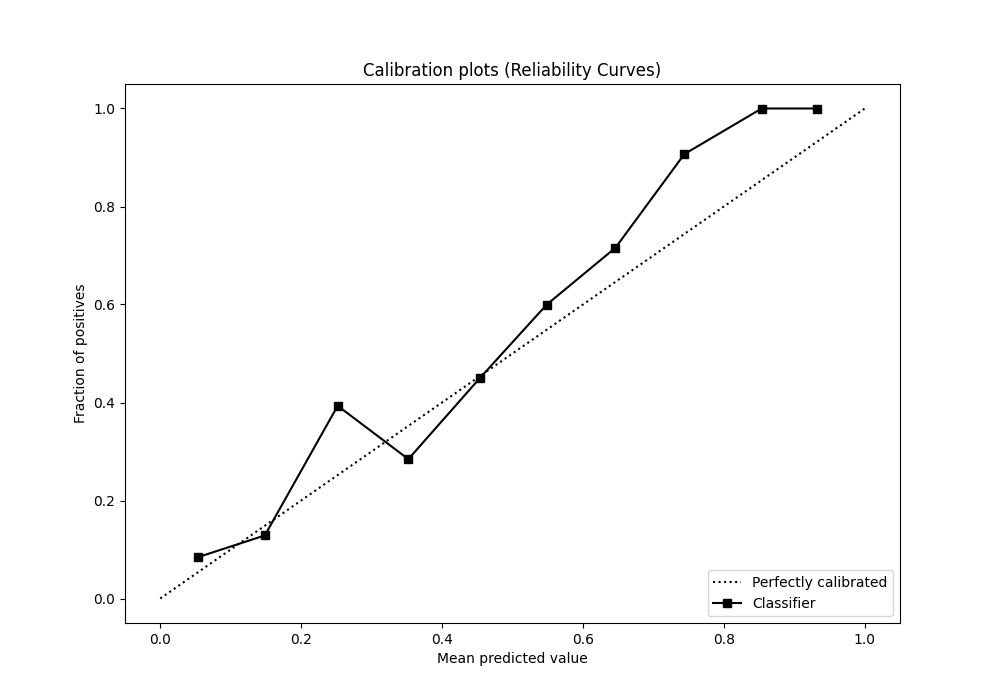 Calibration plots (Reliability Curves)
1.0
0.8
0.6
0.4
0.2
0.0
Fraction of positives
0.0 0.2 0.4 0.6 0.8 1.0
Mean predicted value
Perfectly calibrated
Classifier